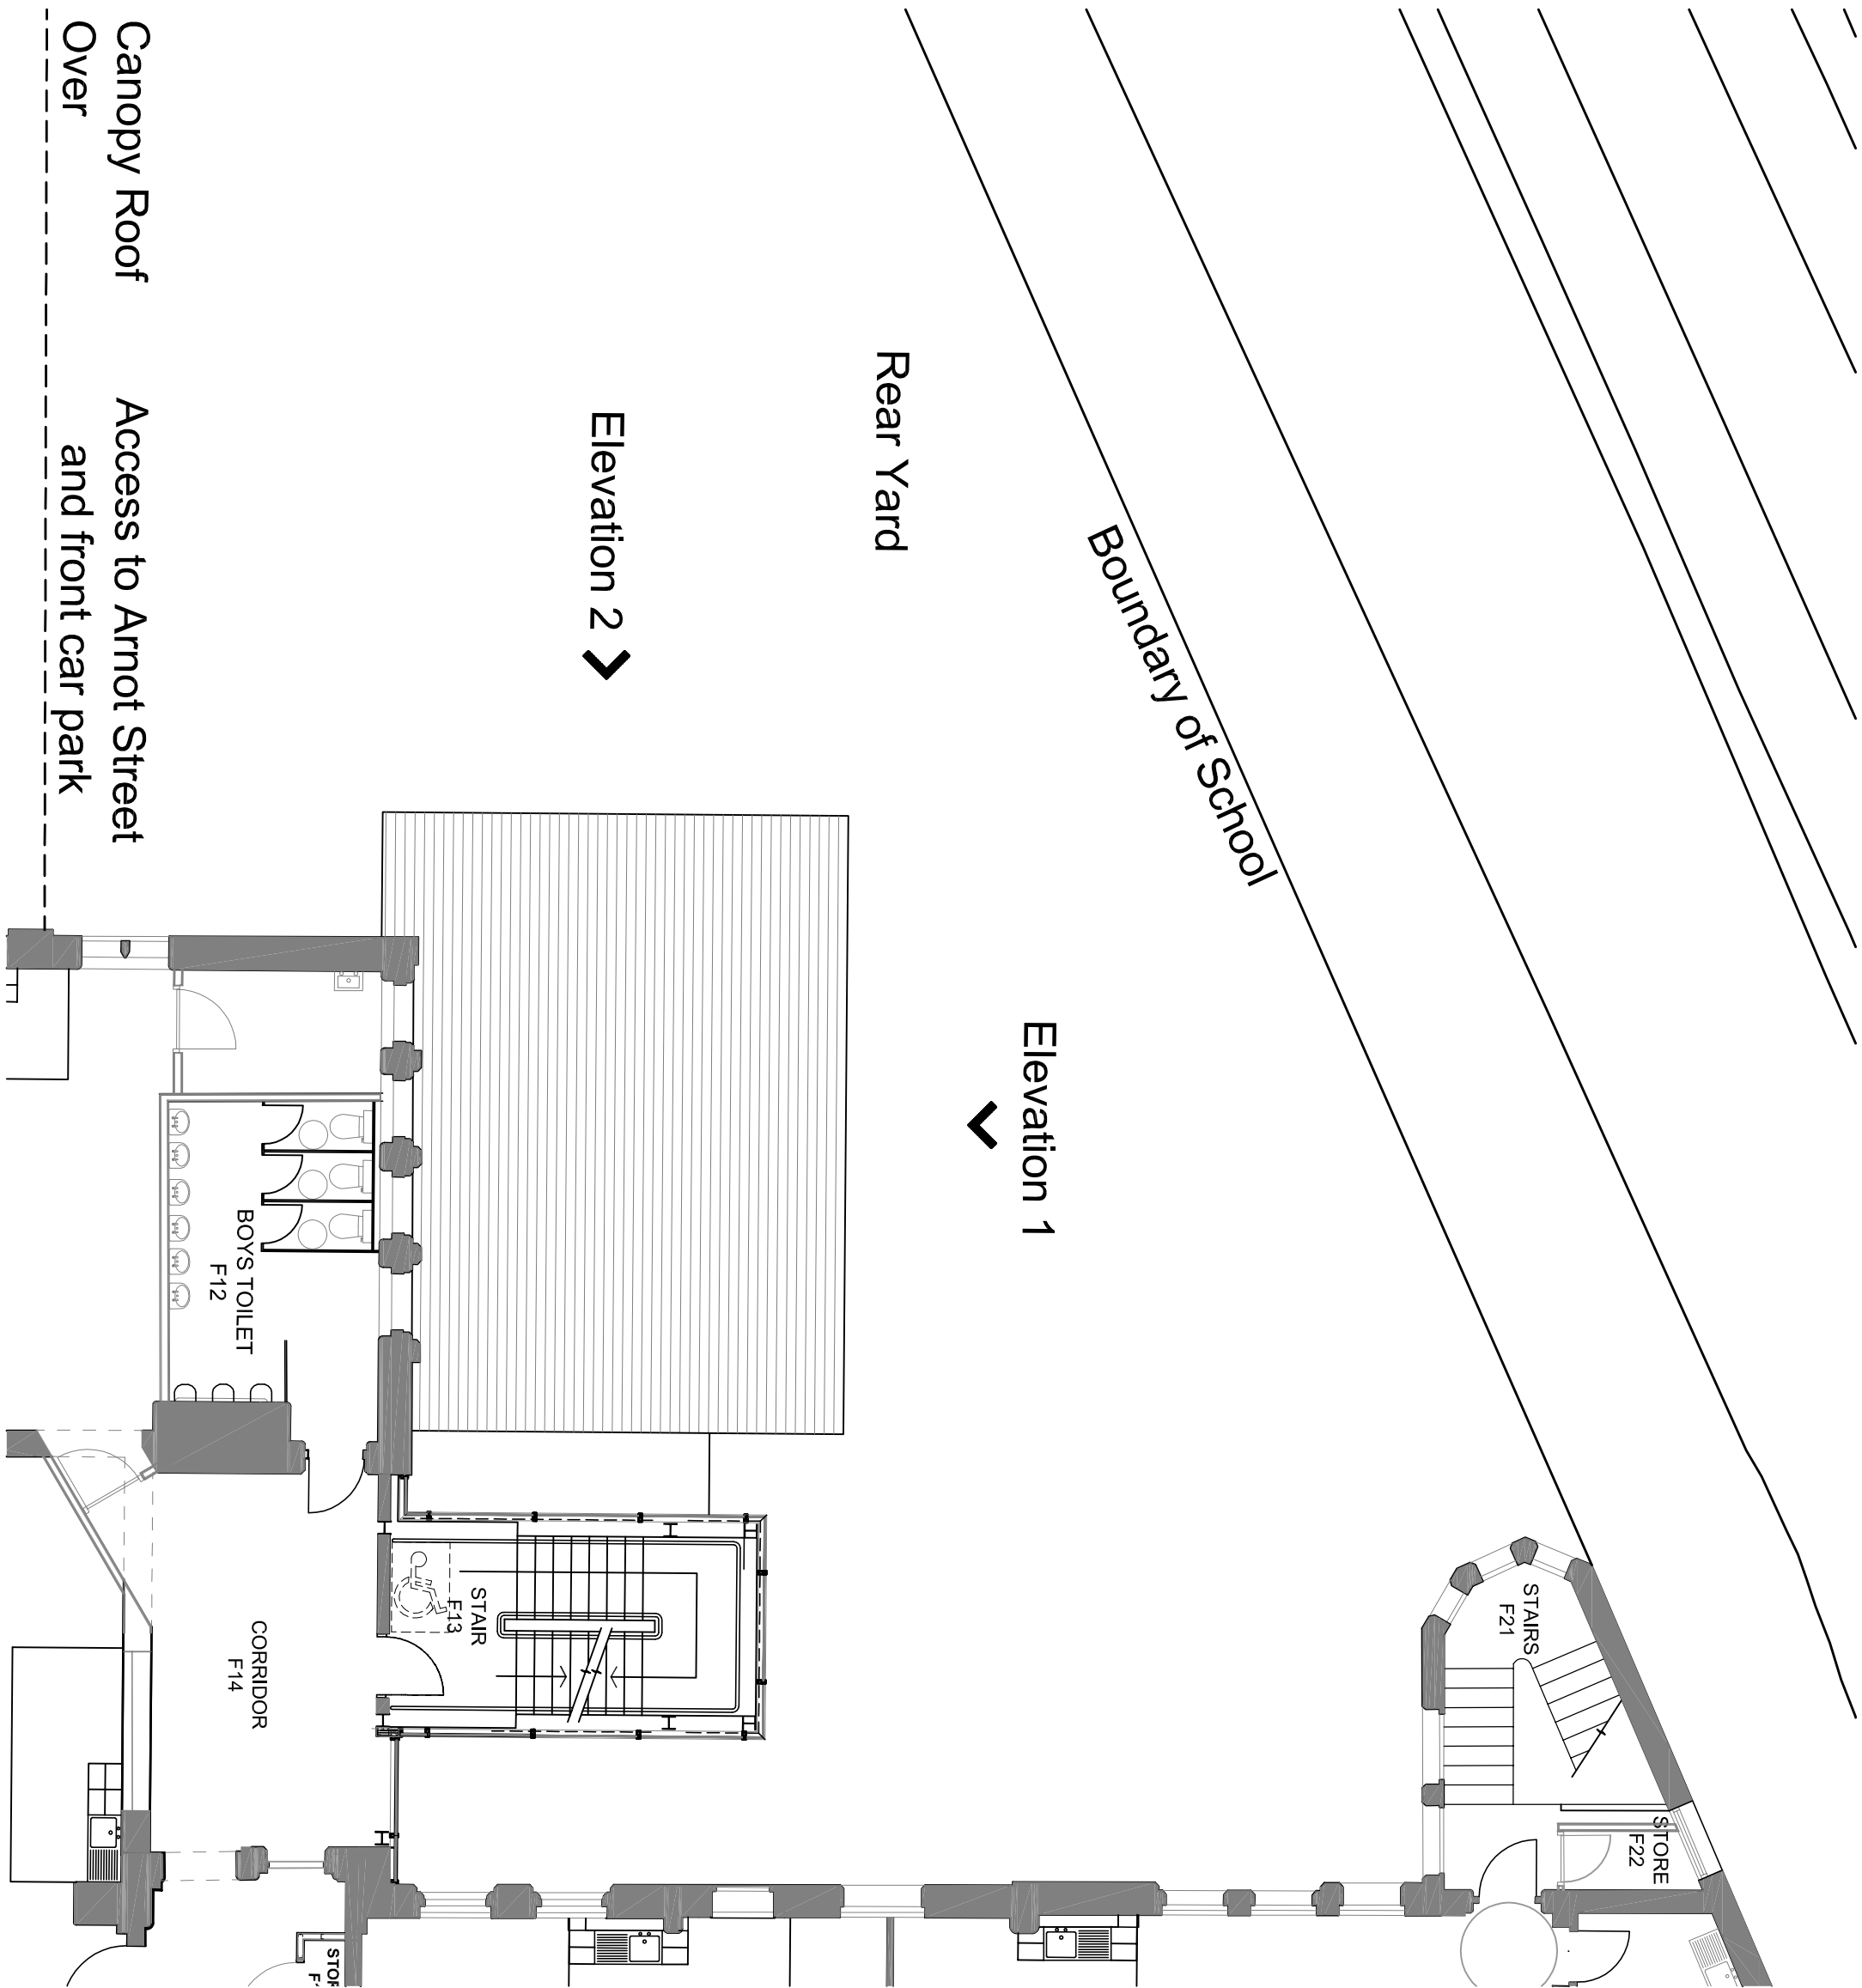 Boundary of School
Rear Yard
Elevation 1
Elevation 2
Canopy Roof
Over
Access to Arnot Street
and front car park
STAIRS
F21
STORE
F22
STAIR
F13
BOYS TOILET
F12
CORRIDOR
F14